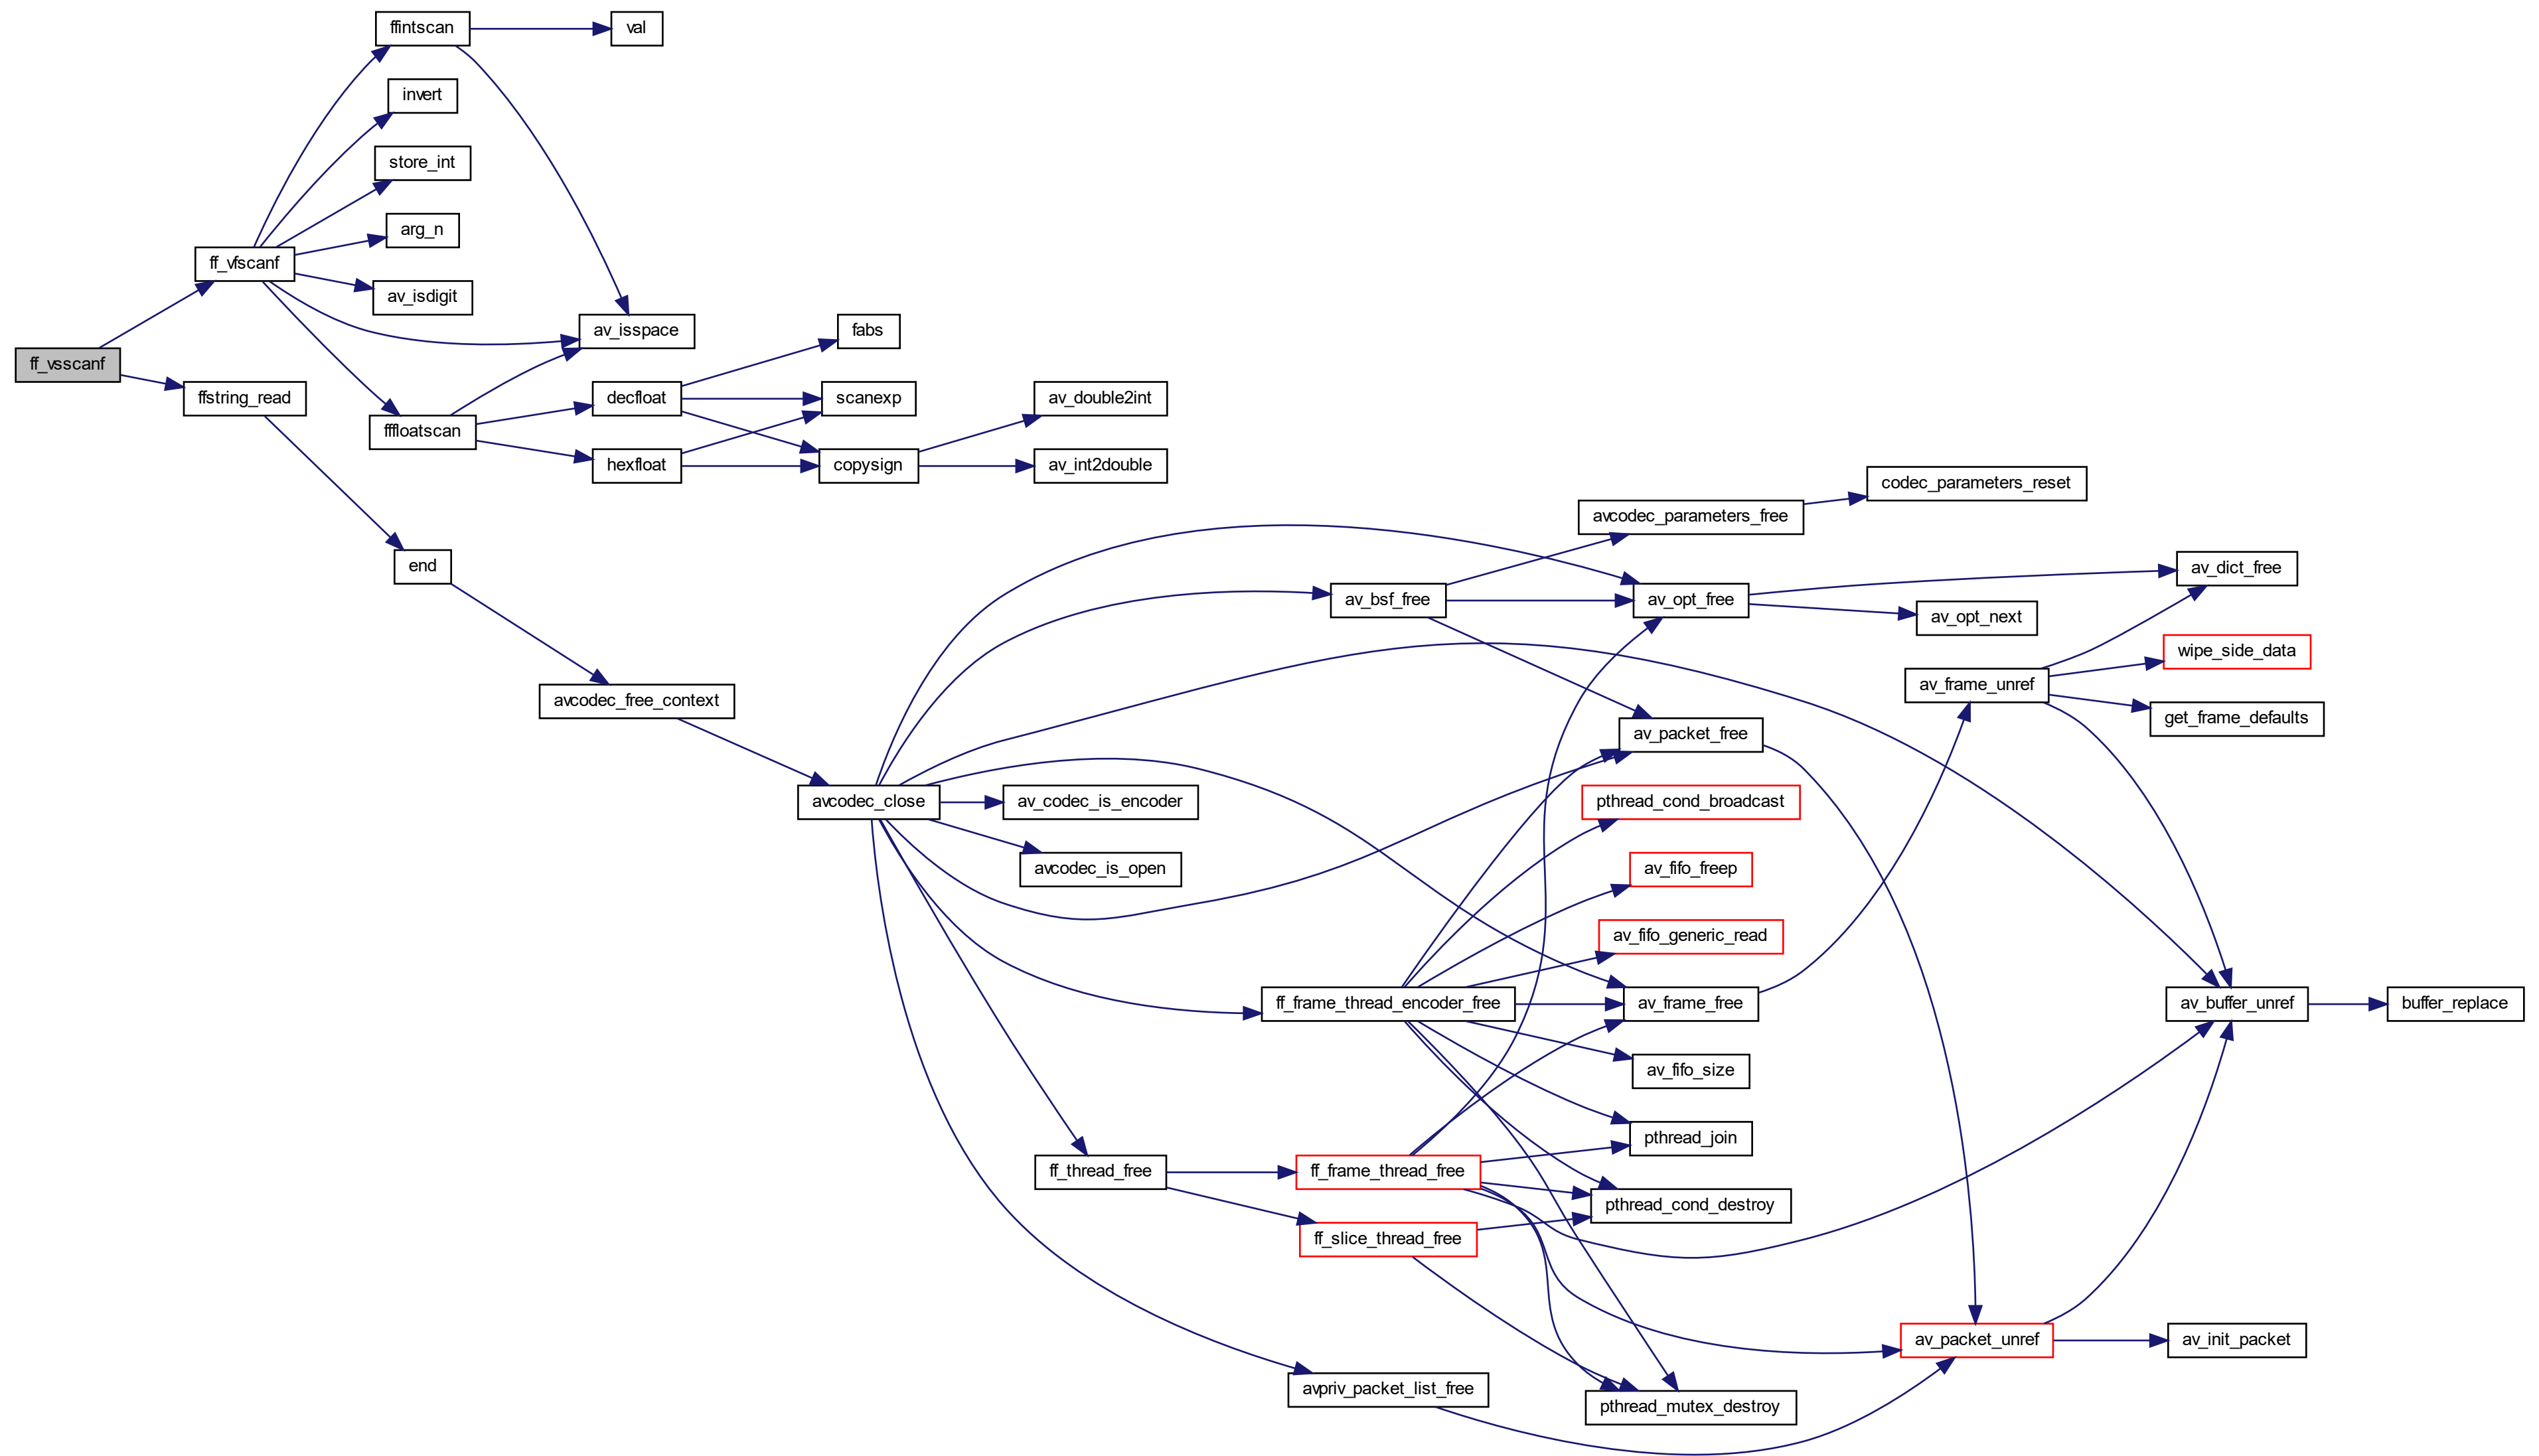 ffintscan
val
invert
store_int
arg_n
ff_vfscanf
av_isdigit
av_isspace
fabs
ff_vsscanf
ffstring_read
decfloat
scanexp
av_double2int
fffloatscan
hexfloat
copysign
av_int2double
codec_parameters_reset
avcodec_parameters_free
end
av_dict_free
av_bsf_free
av_opt_free
av_opt_next
wipe_side_data
avcodec_free_context
av_frame_unref
get_frame_defaults
av_packet_free
avcodec_close
av_codec_is_encoder
pthread_cond_broadcast
avcodec_is_open
av_fifo_freep
av_fifo_generic_read
ff_frame_thread_encoder_free
av_frame_free
av_buffer_unref
buffer_replace
av_fifo_size
pthread_join
ff_thread_free
ff_frame_thread_free
pthread_cond_destroy
ff_slice_thread_free
av_packet_unref
av_init_packet
avpriv_packet_list_free
pthread_mutex_destroy